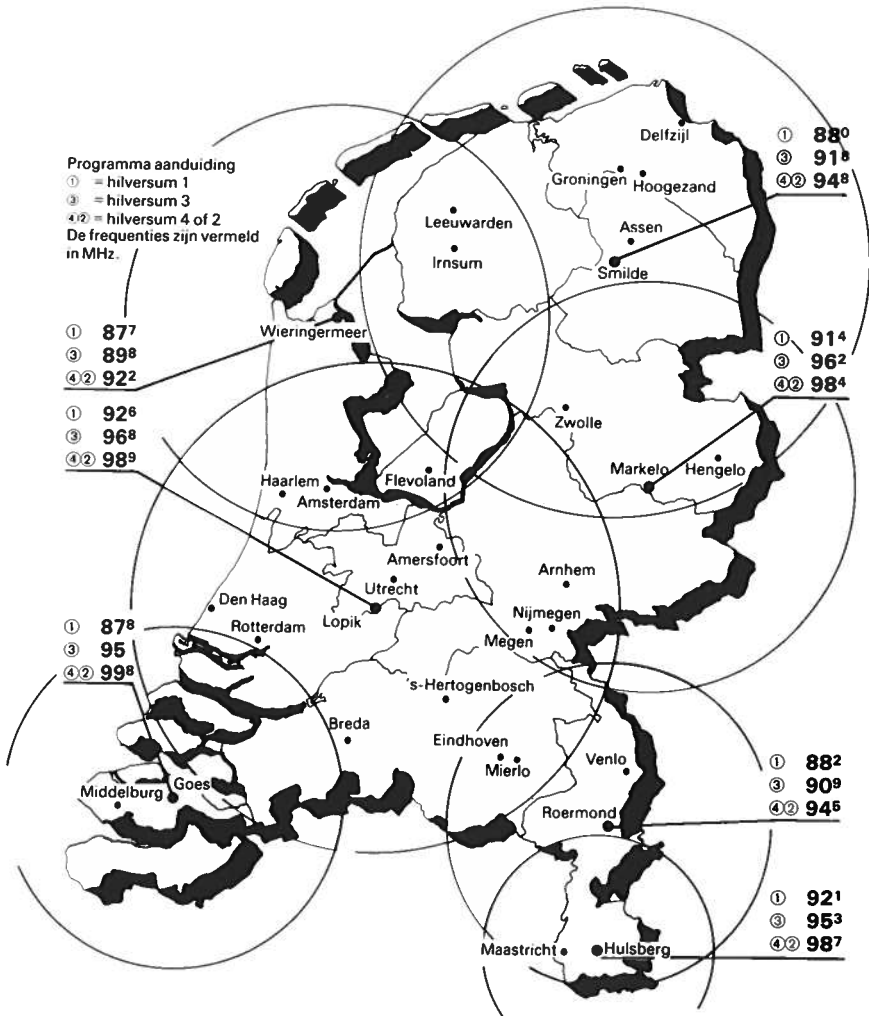 Programma aanduiding
① = hilversum 1
③ = hilversum 3
④② = hilversum 4 of 2
De frequenties zijn vermeld
in MHz.
Delfzijl
Groningen
Hoogezand
Leeuwarden
Assen
Irnsum
Smilde
① 88⁰
③ 91⁸
④② 94⁸
Wieringermeer
① 87⁷
③ 89⁸
④② 92²
① 91⁴
③ 96²
④② 98⁴
Zwolle
Markelo
Hengelo
① 92⁶
③ 96⁸
④② 98⁹
Haarlem
Amsterdam
Flevoland
Amersfoort
Utrecht
Arnhem
Den Haag
Lopik
Nijmegen
Rotterdam
Megen
① 87⁸
③ 95
④② 99⁸
's-Hertogenbosch
Breda
Eindhoven
Mierlo
Venlo
Middelburg
Goes
Roermond
① 88²
③ 90⁹
④② 94⁵
Maastricht
Hulsberg
① 92¹
③ 95³
④② 98⁷